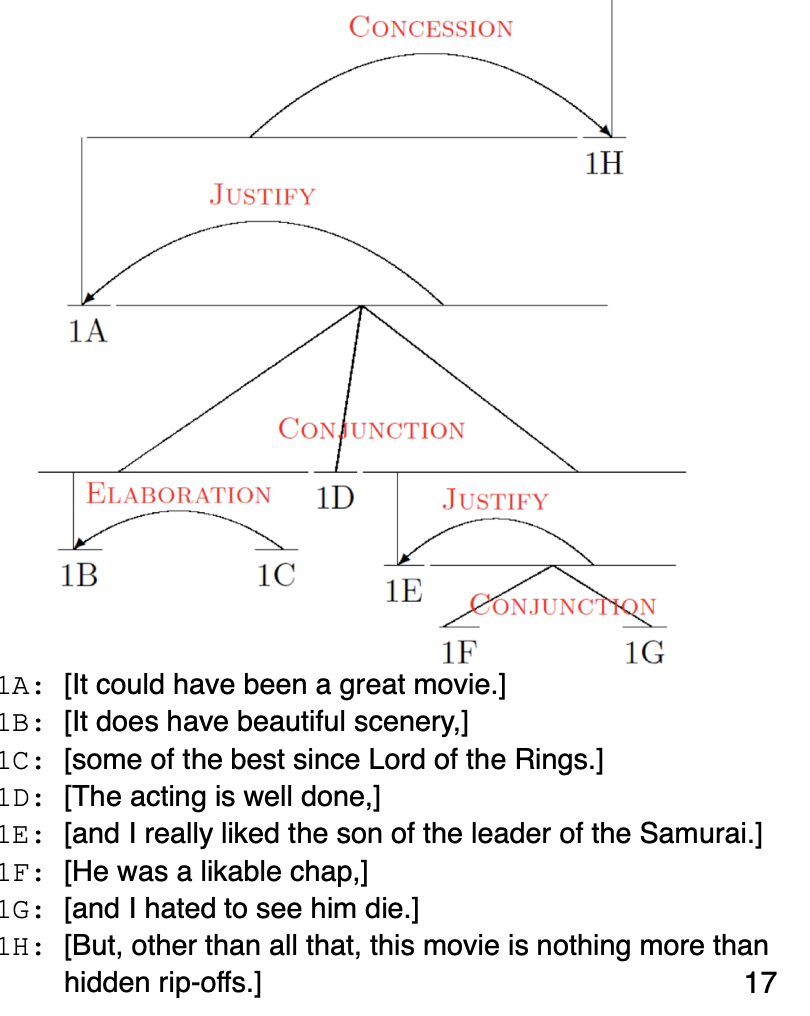 CONCESSION
1H
JUSTIFY
1A
CONJUNCTION
ELABORATION
1D
JUSTIFY
1B
1C
1E
CONJUNCTION
1F
1G
1A: [It could have been a great movie.]
1B: [It does have beautiful scenery,]
1C: [some of the best since Lord of the Rings.]
1D: [The acting is well done,]
1E: [and I really liked the son of the leader of the Samurai.]
1F: [He was a likable chap,]
1G: [and I hated to see him die.]
1H: [But, other than all that, this movie is nothing more than
hidden rip-offs.]
17